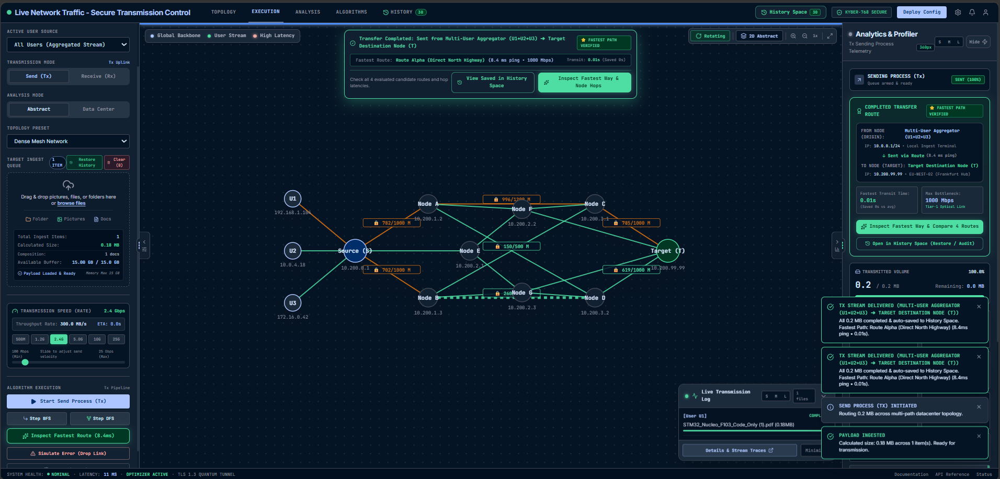 Live Network Traffic - Secure Transmission Control
TOPOLOGY
EXECUTION
ANALYSIS
ALGORITHMS
HISTORY 30
History Space 30
KYBER-768 SECURE
Deploy Config
ACTIVE USER SOURCE
All Users (Aggregated Stream)
TRANSMISSION MODE
Tx Uplink
Send (Tx)
Receive (Rx)
ANALYSIS MODE
Abstract
Data Center
TOPOLOGY PRESET
Dense Mesh Network
TARGET INGEST
QUEUE
1
ITEM
Restore
History
Clear
(0)
Drag & drop pictures, files, or folders here
or browse files
Folder
Pictures
Docs
Total Ingest Items: 1
Calculated Size: 0.18 MB
Composition: 1 docs
Available Buffer: 15.00 GB / 15.0 GB
Payload Loaded & Ready
Memory Max 15 GB
TRANSMISSION SPEED (RATE) 2.4 Gbps
Throughput Rate: 300.0 MB/s ETA: 0.0s
500M
1.2G
2.4G
5.0G
10G
25G
100 Mbps
(Min)
Slide to adjust send
velocity
25 Gbps
(Max)
ALGORITHM EXECUTION
Tx Pipeline
Start Send Process (Tx)
Step BFS
Step DFS
Inspect Fastest Route (8.4ms)
Simulate Error (Drop Link)
Global Backbone
User Stream
High Latency
Transfer Completed: Sent from Multi-User Aggregator (U1+U2+U3) ➔ Target
Destination Node (T)
FASTEST PATH
VERIFIED
Fastest Route: Route Alpha (Direct North Highway) (8.4 ms ping • 1000 Mbps)
Transit: 0.01s (Saved 0s)
Check all 4 evaluated candidate routes and hop
latencies.
View Saved in History
Space
Inspect Fastest Way &
Node Hops
Rotating
2D Abstract
1x
U1
192.168.1.104
U2
10.0.4.18
U3
172.16.0.42
Source (S)
10.200.0.1
782/1000 M
702/1000 M
Node A
10.200.1.2
Node B
10.200.1.3
Node E
10.200.2.1
996/1200 M
Node F
10.200.2.2
150/500 M
260
Node G
10.200.2.3
Node C
10.200.3.1
Node D
10.200.3.2
785/1000 M
619/1000 M
Target (T)
10.200.99.99
Live Transmission
Log
S M L
1
files
[User U1]
COMPL
STM32_Nucleo_F103_Code_Only (1).pdf (0.18MB)
Details & Stream Traces
Minimi
Analytics & Profiler
Tx Sending Process
Telemetry
360px
S M L
Hide
SENDING PROCESS (Tx)
Queue armed & ready
SENT (100%)
COMPLETED TRANSFER
ROUTE
FASTEST PATH
VERIFIED
FROM NODE
(ORIGIN):
Multi-User Aggregator
(U1+U2+U3)
IP: 10.0.0.1/24 • Local Ingest Terminal
↓ Sent via Route (8.4 ms ping)
TO NODE (TARGET): Target Destination Node (T)
IP: 10.200.99.99 • EU-WEST-02 (Frankfurt Hub)
Fastest Transit Time:
0.01s
(Saved 0s vs avg)
Max Bottleneck:
1000 Mbps
Tier-1 Optical Link
Inspect Fastest Way & Compare 4 Routes
Open in History Space (Restore / Audit)
TRANSMITTED VOLUME 100.0%
0.2 / 0.2 MB
Remaining: 0.0 MB
TX STREAM DELIVERED (MULTI-USER AGGREGATOR
(U1+U2+U3) ➔ TARGET DESTINATION NODE (T))
All 0.2 MB completed & auto-saved to History Space.
Fastest Path: Route Alpha (Direct North Highway) (8.4ms
ping • 0.01s).
TX STREAM DELIVERED (MULTI-USER AGGREGATOR
(U1+U2+U3) ➔ TARGET DESTINATION NODE (T))
All 0.2 MB completed & auto-saved to History Space.
Fastest Path: Route Alpha (Direct North Highway) (8.4ms
ping • 0.01s).
SEND PROCESS (TX) INITIATED
Routing 0.2 MB across multi-path datacenter topology.
PAYLOAD INGESTED
Calculated size: 0.18 MB across 1 item(s). Ready for
transmission.
SYSTEM HEALTH: NOMINAL · LATENCY: 11 MS · OPTIMIZER ACTIVE · TLS 1.3 QUANTUM TUNNEL
Documentation
API Reference
Status